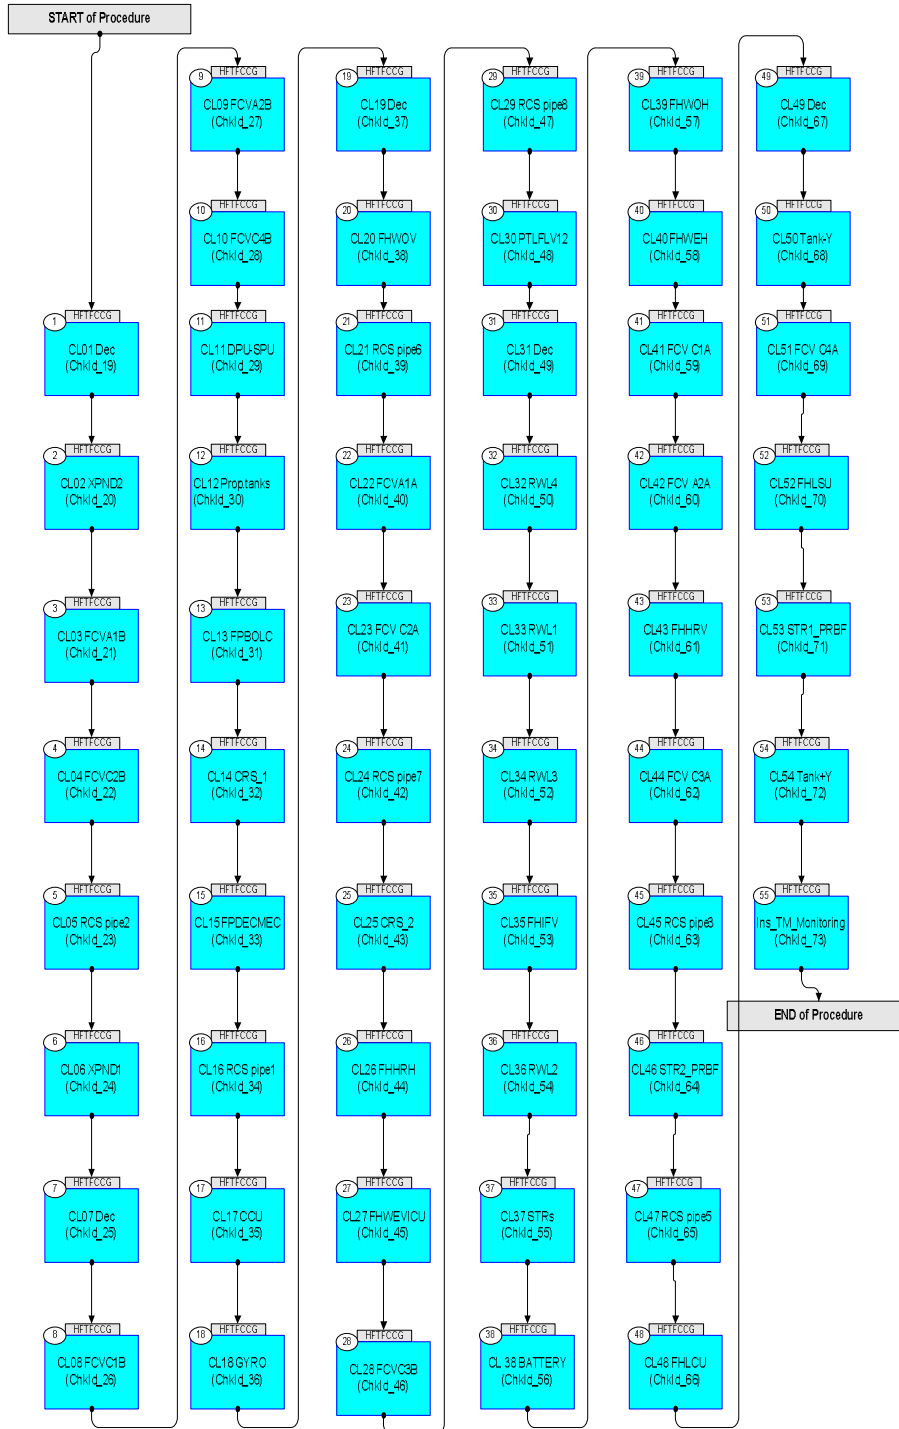 START of Procedure
HFTFCCG
1
CL01 Dec
(ChkId_19)
HFTFCCG
2
CL02 XPND2
(ChkId_20)
HFTFCCG
3
CL03 FCVA1B
(ChkId_21)
HFTFCCG
4
CL04 FCVC2B
(ChkId_22)
HFTFCCG
5
CL05 RCS pipe2
(ChkId_23)
HFTFCCG
6
CL06 XPND1
(ChkId_24)
HFTFCCG
7
CL07 Dec
(ChkId_25)
HFTFCCG
8
CL08 FCVC1B
(ChkId_26)
HFTFCCG
9
CL09 FCVA2B
(ChkId_27)
HFTFCCG
10
CL10 FCVC4B
(ChkId_28)
HFTFCCG
11
CL11 DPU-SPU
(ChkId_29)
HFTFCCG
12
CL12 Prop.tanks
(ChkId_30)
HFTFCCG
13
CL13 FPBOLC
(ChkId_31)
HFTFCCG
14
CL14 CRS_1
(ChkId_32)
HFTFCCG
15
CL15 FPDECMEC
(ChkId_33)
HFTFCCG
16
CL16 RCS pipe1
(ChkId_34)
HFTFCCG
17
CL17 CCU
(ChkId_35)
HFTFCCG
18
CL18 GYRO
(ChkId_36)
HFTFCCG
19
CL19 Dec
(ChkId_37)
HFTFCCG
20
CL20 FHWOV
(ChkId_38)
HFTFCCG
21
CL21 RCS pipe6
(ChkId_39)
HFTFCCG
22
CL22 FCVA1A
(ChkId_40)
HFTFCCG
23
CL23 FCV C2A
(ChkId_41)
HFTFCCG
24
CL24 RCS pipe7
(ChkId_42)
HFTFCCG
25
CL25 CRS_2
(ChkId_43)
HFTFCCG
26
CL26 FHHRH
(ChkId_44)
HFTFCCG
27
CL27 FHWEVICU
(ChkId_45)
HFTFCCG
28
CL28 FCVC3B
(ChkId_46)
HFTFCCG
29
CL29 RCS pipe8
(ChkId_47)
HFTFCCG
30
CL30 PTLFLV12
(ChkId_48)
HFTFCCG
31
CL31 Dec
(ChkId_49)
HFTFCCG
32
CL32 RWL4
(ChkId_50)
HFTFCCG
33
CL33 RWL1
(ChkId_51)
HFTFCCG
34
CL34 RWL3
(ChkId_52)
HFTFCCG
35
CL35 FHIFV
(ChkId_53)
HFTFCCG
36
CL36 RWL2
(ChkId_54)
HFTFCCG
37
CL37 STRs
(ChkId_55)
HFTFCCG
38
CL 38 BATTERY
(ChkId_56)
HFTFCCG
39
CL39 FHWOH
(ChkId_57)
HFTFCCG
40
CL40 FHWEH
(ChkId_58)
HFTFCCG
41
CL41 FCV C1A
(ChkId_59)
HFTFCCG
42
CL42 FCV A2A
(ChkId_60)
HFTFCCG
43
CL43 FHHRV
(ChkId_61)
HFTFCCG
44
CL44 FCV C3A
(ChkId_62)
HFTFCCG
45
CL45 RCS pipe3
(ChkId_63)
HFTFCCG
46
CL46 STR2_PRBF
(ChkId_64)
HFTFCCG
47
CL47 RCS pipe5
(ChkId_65)
HFTFCCG
48
CL48 FHLCU
(ChkId_66)
HFTFCCG
49
CL49 Dec
(ChkId_67)
HFTFCCG
50
CL50 Tank-Y
(ChkId_68)
HFTFCCG
51
CL51 FCV C4A
(ChkId_69)
HFTFCCG
52
CL52 FHLSU
(ChkId_70)
HFTFCCG
53
CL53 STR1_PRBF
(ChkId_71)
HFTFCCG
54
CL54 Tank+Y
(ChkId_72)
HFTFCCG
55
Ins_TM_Monitoring
(ChkId_73)
END of Procedure